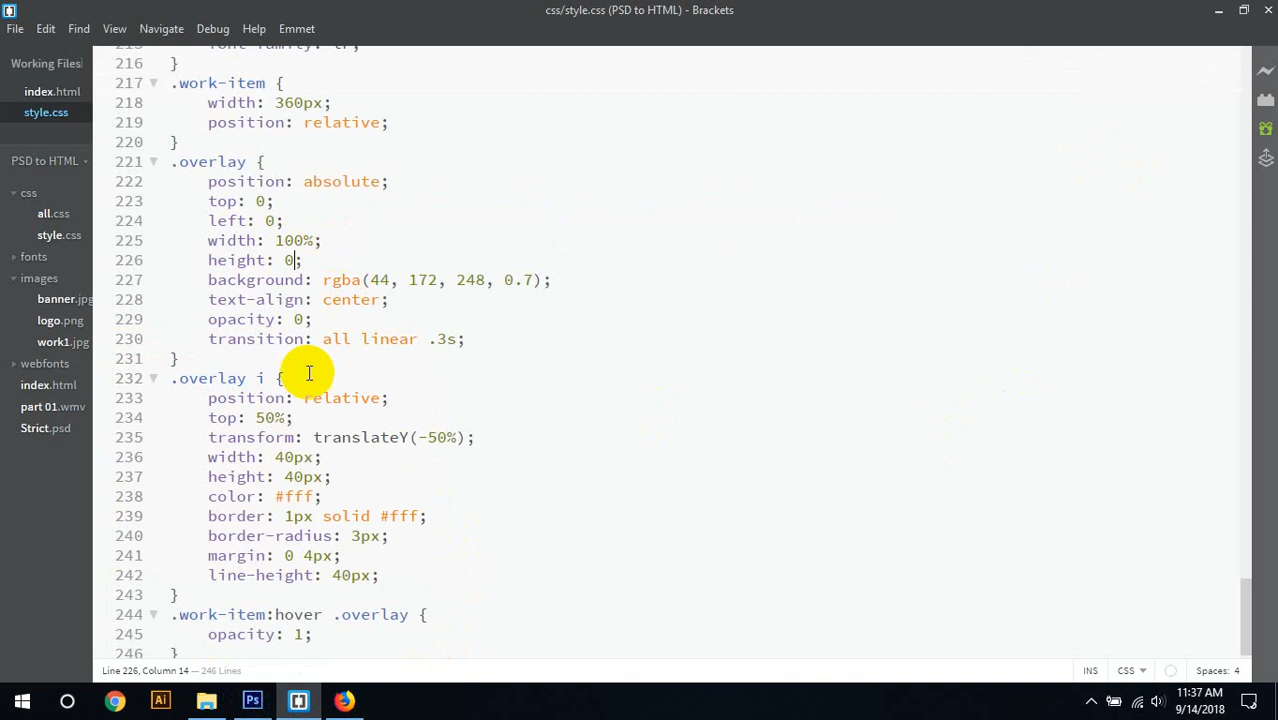 css/style.css (PSD to HTML) - Brackets
File Edit View Navigate Debug Help Emmet
Working Files
index.html
style.css
PSD to HTML
css
all.css
style.css
fonts
images
banner.jpg
logo.png
work1.jpg
webfonts
index.html
part 01.wmv
Strict.psd
216 }
217 .work-item {
218 width: 360px;
219 position: relative;
220 }
221 .overlay {
222 position: absolute;
223 top: 0;
224 left: 0;
225 width: 100%;
226 height: 0;
227 background: rgba(44, 172, 248, 0.7);
228 text-align: center;
229 opacity: 0;
230 transition: all linear .3s;
231 }
232 .overlay i {
233 position: relative;
234 top: 50%;
235 transform: translateY(-50%);
236 width: 40px;
237 height: 40px;
238 color: #fff;
239 border: 1px solid #fff;
240 border-radius: 3px;
241 margin: 0 4px;
242 line-height: 40px;
243 }
244 .work-item:hover .overlay {
245 opacity: 1;
246 }
Line 226, Column 14 — 246 Lines
INS CSS Spaces: 4
Ai Ps
11:37 AM
9/14/2018